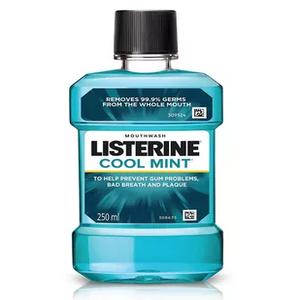 REMOVES 99.9% GERMS
FROM THE WHOLE MOUTH
MOUTHWASH
LISTERINE
COOL MINT
TO HELP PREVENT GUM PROBLEMS,
BAD BREATH AND PLAQUE
250 ml